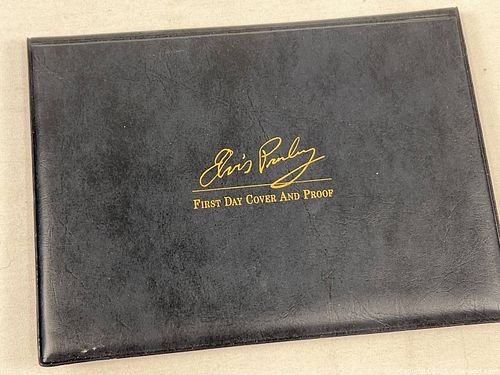 Elvis Presley
First Day Cover And Proof